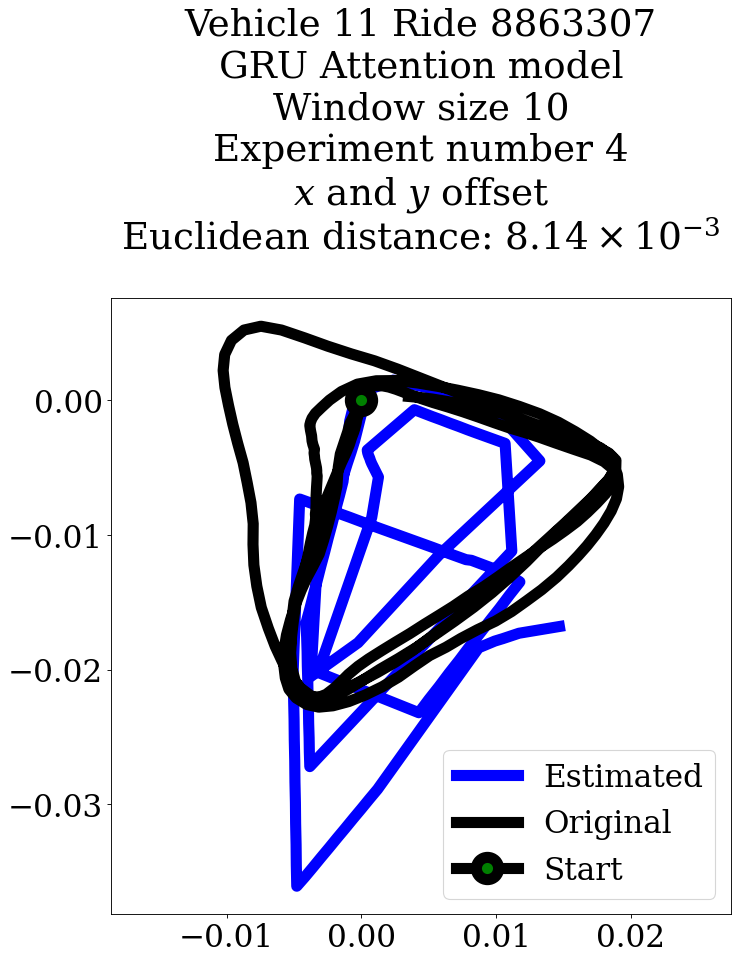 Vehicle 11 Ride 8863307
GRU Attention model
Window size 10
Experiment number 4
x and y offset
Euclidean distance: 8.14 × 10⁻³
0.00
−0.01
−0.02
−0.03
Estimated
Original
Start
−0.01 0.00 0.01 0.02